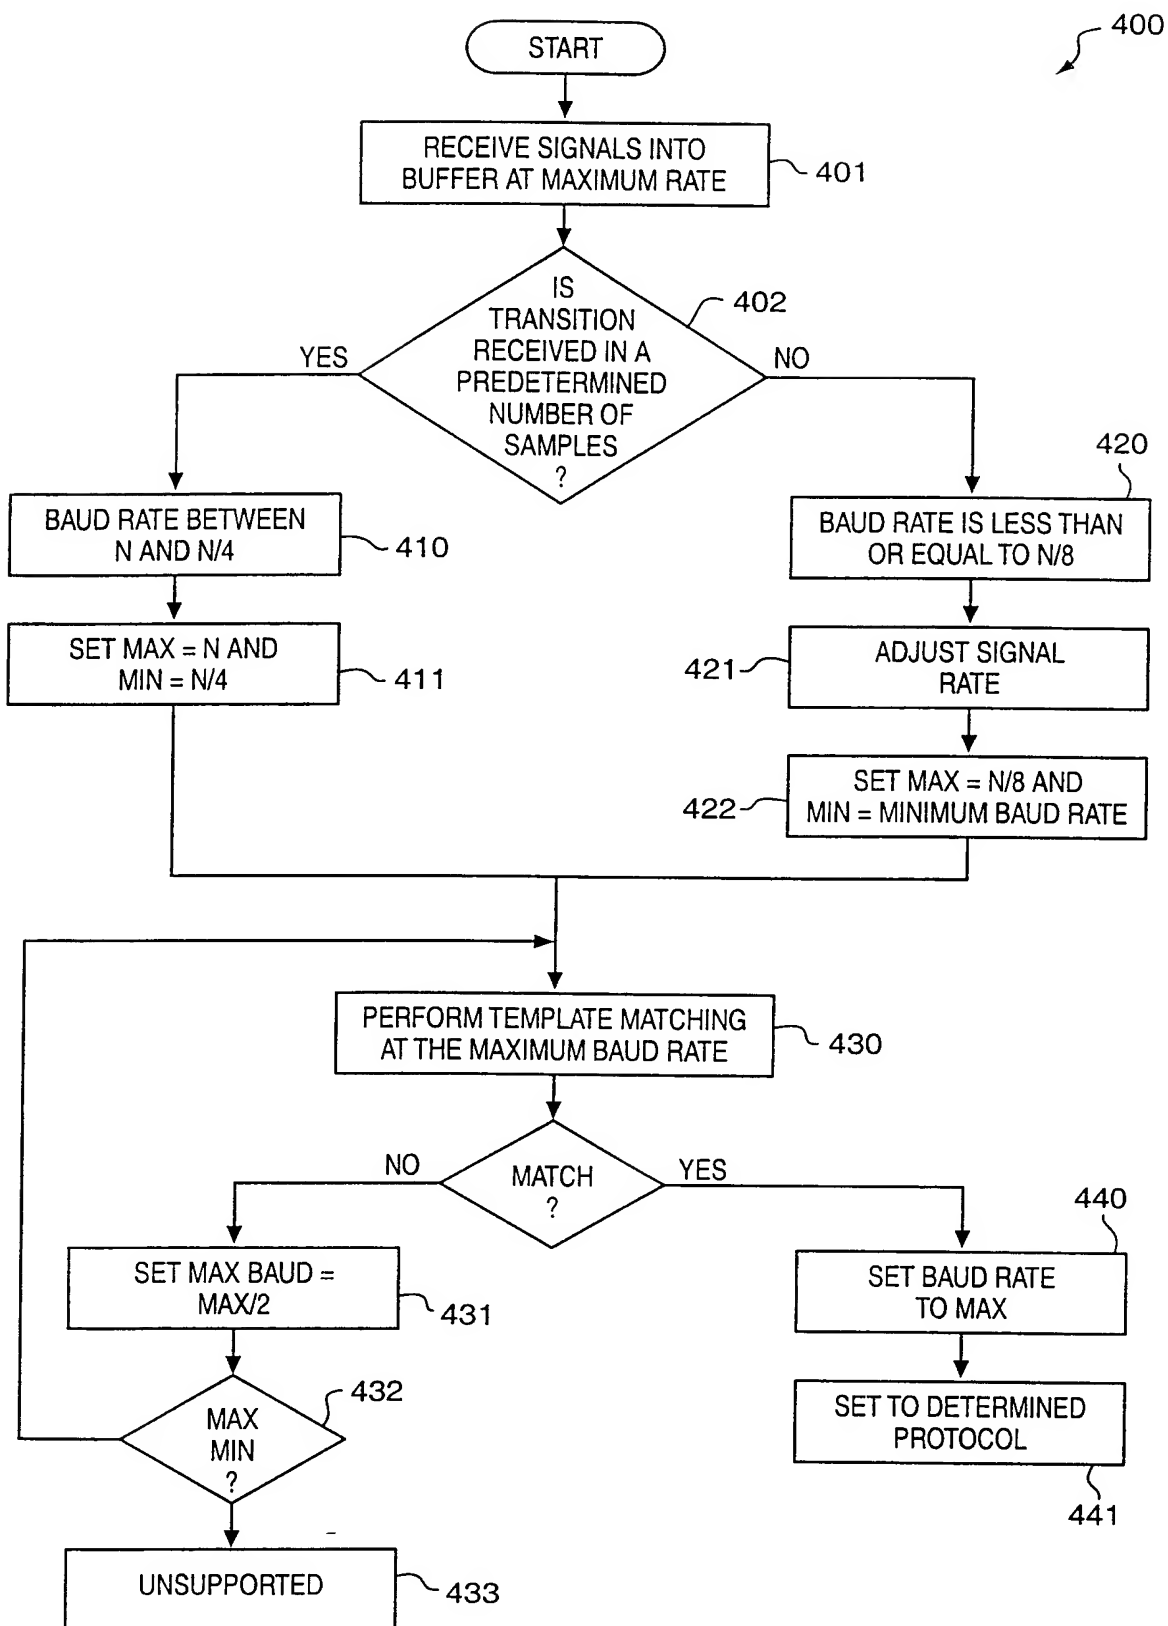 400
START
RECEIVE SIGNALS INTO
BUFFER AT MAXIMUM RATE
401
IS
TRANSITION
RECEIVED IN A
PREDETERMINED
NUMBER OF
SAMPLES
?
402
YES
NO
420
BAUD RATE BETWEEN
N AND N/4
410
BAUD RATE IS LESS THAN
OR EQUAL TO N/8
SET MAX = N AND
MIN = N/4
411
421
ADJUST SIGNAL
RATE
422
SET MAX = N/8 AND
MIN = MINIMUM BAUD RATE
PERFORM TEMPLATE MATCHING
AT THE MAXIMUM BAUD RATE
430
NO
MATCH
?
YES
440
SET MAX BAUD =
MAX/2
431
SET BAUD RATE
TO MAX
432
MAX
MIN
?
SET TO DETERMINED
PROTOCOL
441
UNSUPPORTED
433